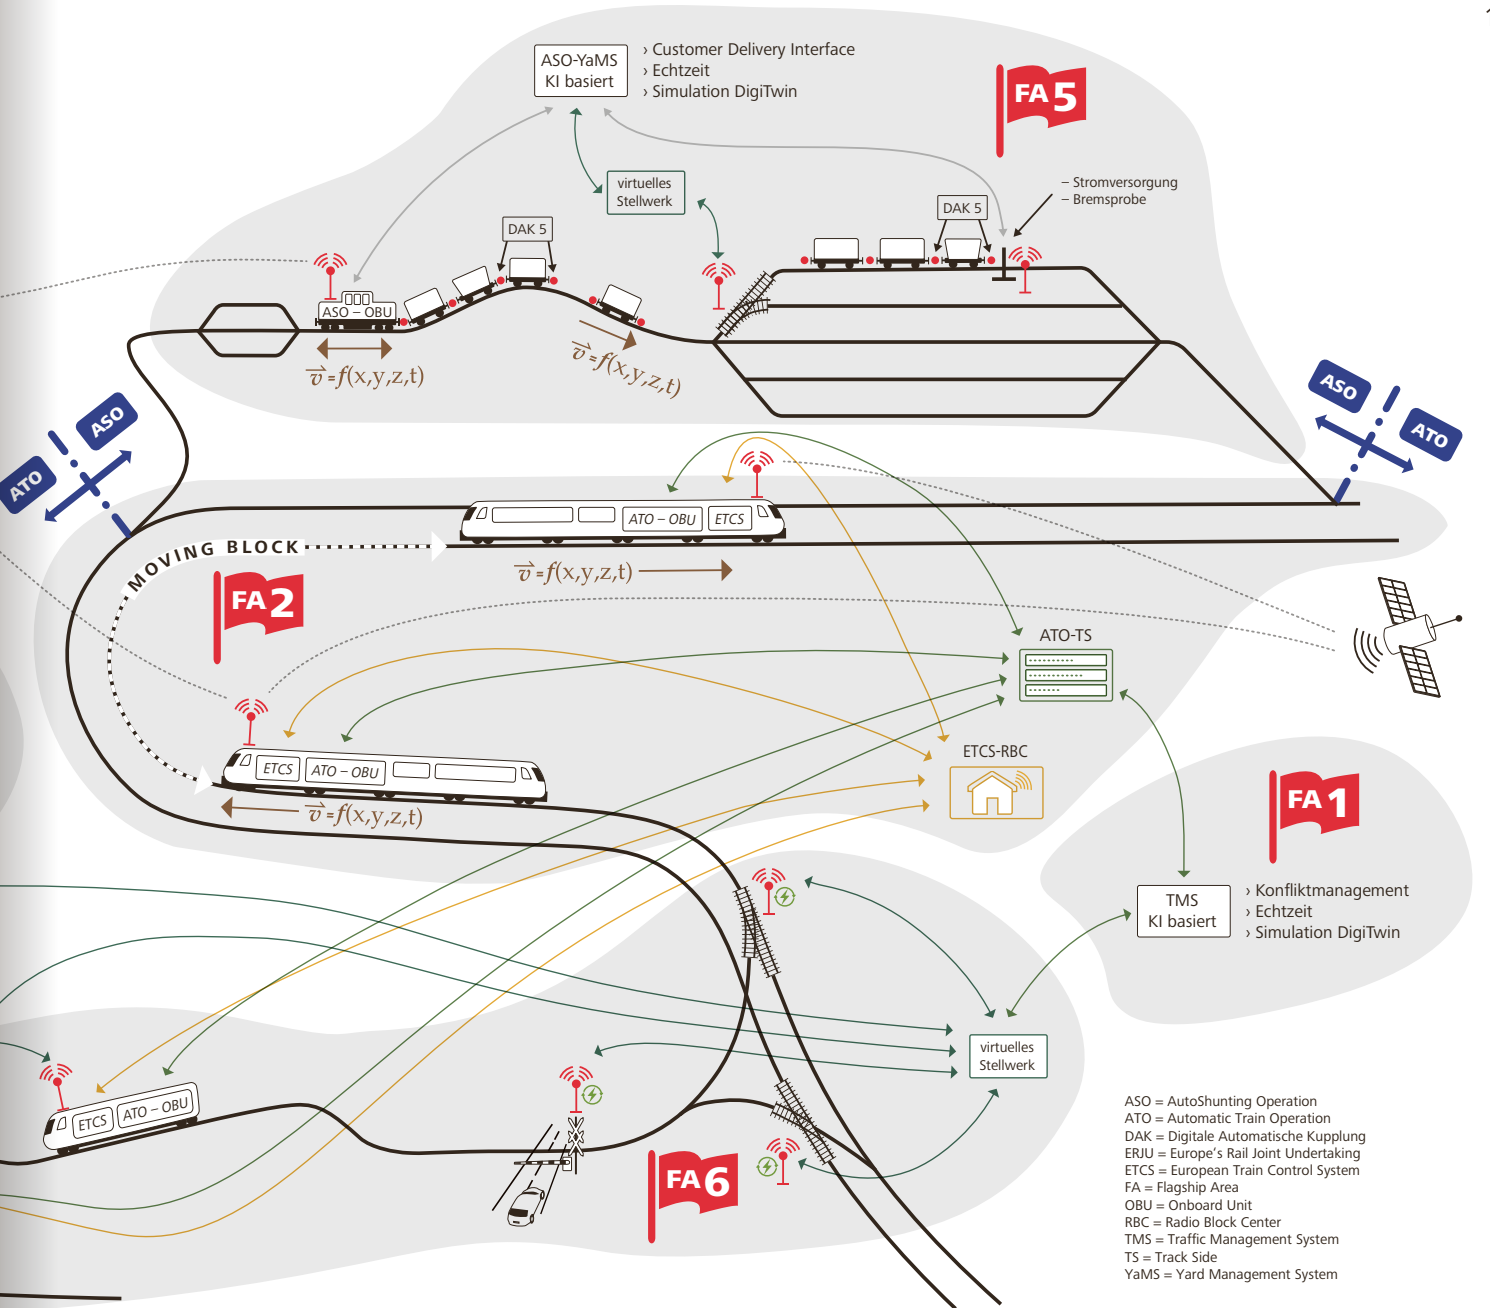 ASO-YaMS
KI basiert
› Customer Delivery Interface
› Echtzeit
› Simulation DigiTwin
FA 5
virtuelles
Stellwerk
– Stromversorgung
– Bremsprobe
DAK 5
DAK 5
ASO – OBU
v = f(x,y,z,t)
v = f(x,y,z,t)
ASO
ATO
ASO
ATO
ATO – OBU
ETCS
MOVING BLOCK
v = f(x,y,z,t)
FA 2
ATO-TS
ETCS-RBC
ETCS
ATO – OBU
v = f(x,y,z,t)
FA 1
TMS
KI basiert
› Konfliktmanagement
› Echtzeit
› Simulation DigiTwin
virtuelles
Stellwerk
ETCS
ATO – OBU
FA 6
ASO = AutoShunting Operation
ATO = Automatic Train Operation
DAK = Digitale Automatische Kupplung
ERJU = Europe's Rail Joint Undertaking
ETCS = European Train Control System
FA = Flagship Area
OBU = Onboard Unit
RBC = Radio Block Center
TMS = Traffic Management System
TS = Track Side
YaMS = Yard Management System